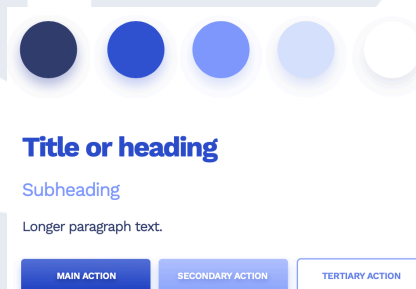 Title or heading
Subheading
Longer paragraph text.
MAIN ACTION
SECONDARY ACTION
TERTIARY ACTION